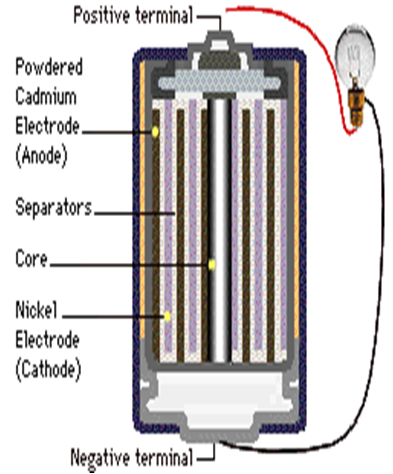 Positive terminal
Powdered
Cadmium
Electrode
(Anode)
Separators
Core
Nickel
Electrode
(Cathode)
Negative terminal